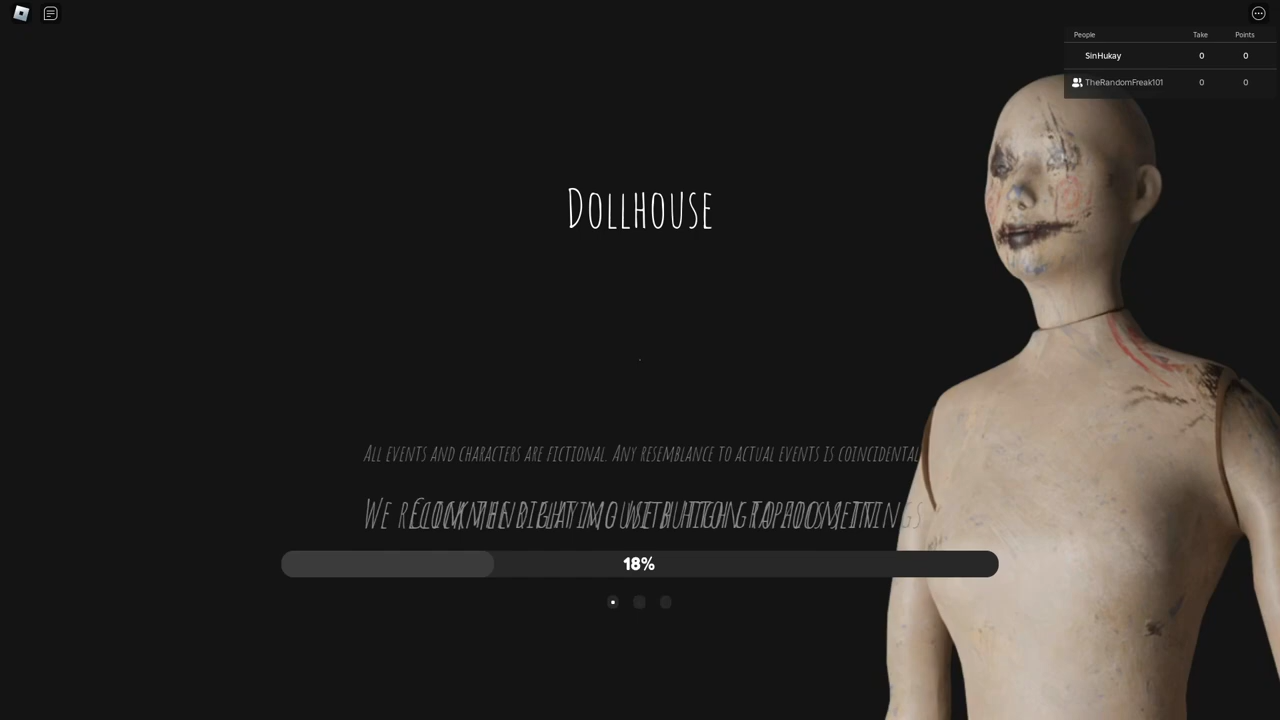 People Take Points
SinHukay 0 0
TheRandomFreak101 0 0
Dollhouse
All events and characters are fictional. Any resemblance to actual events is coincidental
18%